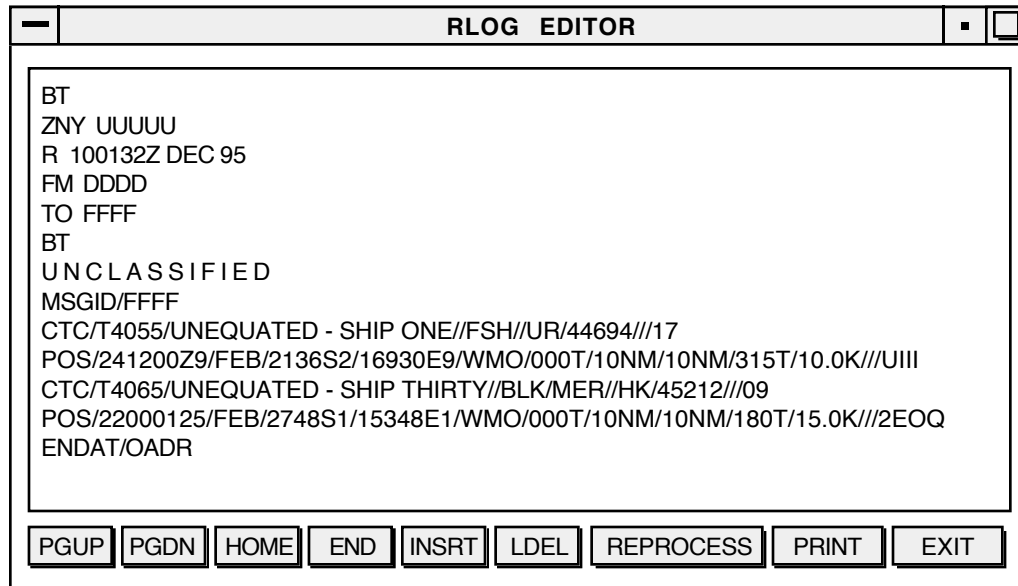 RLOG EDITOR
BT
ZNY UUUUU
R 100132Z DEC 95
FM DDDD
TO FFFF
BT
U N C L A S S I F I E D
MSGID/FFFF
CTC/T4055/UNEQUATED - SHIP ONE//FSH//UR/44694///17
POS/241200Z9/FEB/2136S2/16930E9/WMO/000T/10NM/10NM/315T/10.0K///UIII
CTC/T4065/UNEQUATED - SHIP THIRTY//BLK/MER//HK/45212///09
POS/22000125/FEB/2748S1/15348E1/WMO/000T/10NM/10NM/180T/15.0K///2EOQ
ENDAT/OADR
PGUP PGDN HOME END INSRT LDEL REPROCESS PRINT EXIT